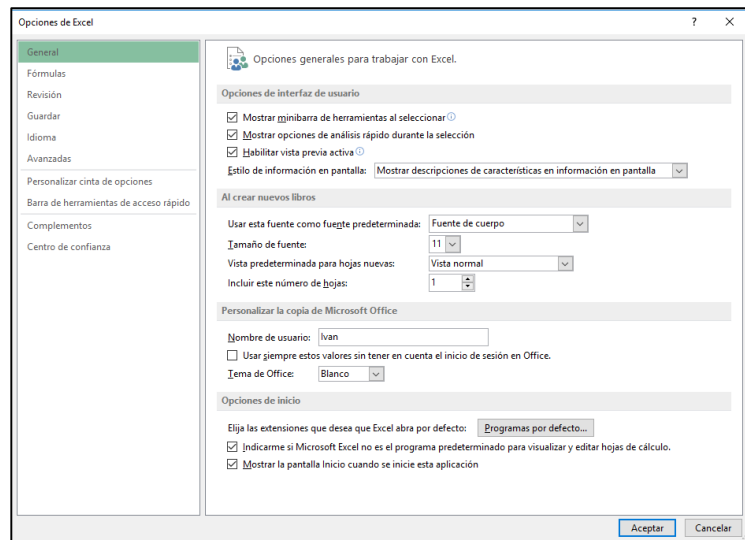 Opciones de Excel ? ×
General
Fórmulas
Revisión
Guardar
Idioma
Avanzadas
Personalizar cinta de opciones
Barra de herramientas de acceso rápido
Complementos
Centro de confianza
Opciones generales para trabajar con Excel.
Opciones de interfaz de usuario
Mostrar minibarra de herramientas al seleccionar
Mostrar opciones de análisis rápido durante la selección
Habilitar vista previa activa
Estilo de información en pantalla: Mostrar descripciones de características en información en pantalla
Al crear nuevos libros
Usar esta fuente como fuente predeterminada: Fuente de cuerpo
Tamaño de fuente: 11
Vista predeterminada para hojas nuevas: Vista normal
Incluir este número de hojas: 1
Personalizar la copia de Microsoft Office
Nombre de usuario: Ivan
Usar siempre estos valores sin tener en cuenta el inicio de sesión en Office.
Tema de Office: Blanco
Opciones de inicio
Elija las extensiones que desea que Excel abra por defecto: Programas por defecto...
Indicarme si Microsoft Excel no es el programa predeterminado para visualizar y editar hojas de cálculo.
Mostrar la pantalla Inicio cuando se inicie esta aplicación
Aceptar Cancelar